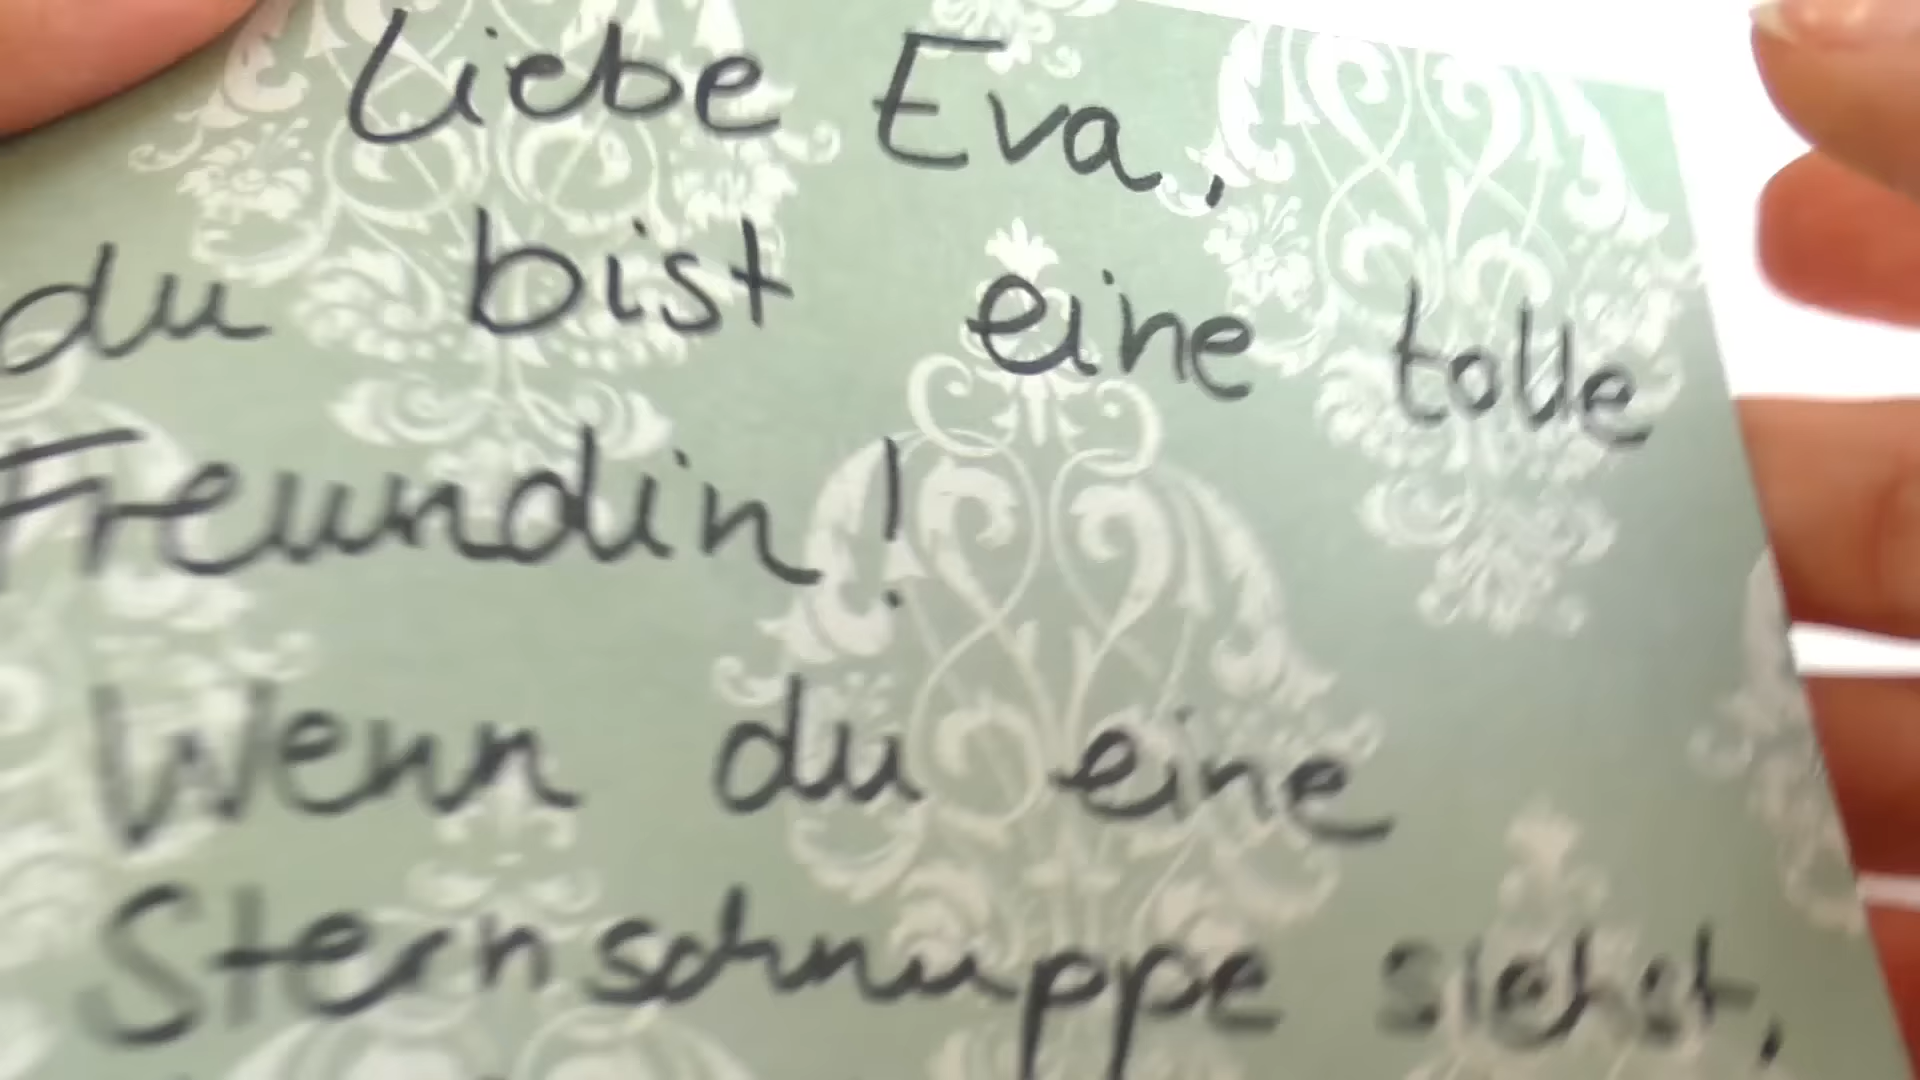 Liebe Eva,
du bist eine tolle
Freundin!
Wenn du eine
Sternschnuppe siehst,